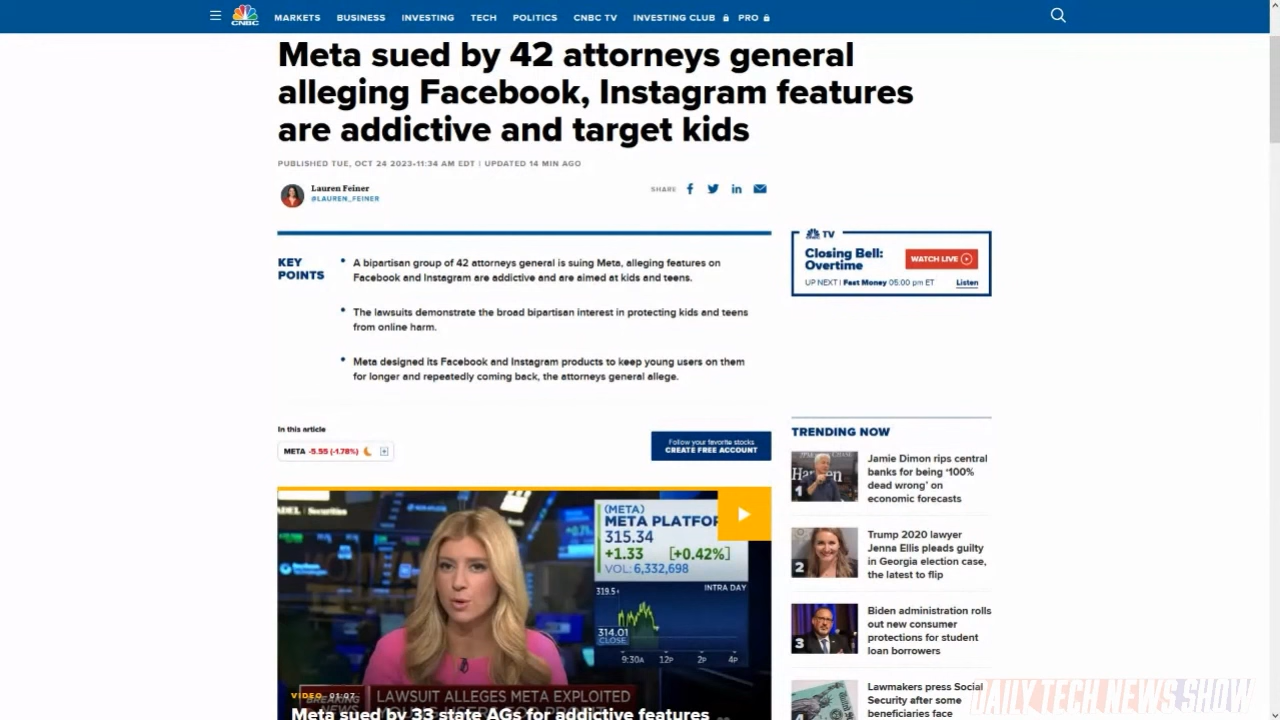 CNBC
MARKETS
BUSINESS
INVESTING
TECH
POLITICS
CNBC TV
INVESTING CLUB
PRO
Meta sued by 42 attorneys general
alleging Facebook, Instagram features
are addictive and target kids
PUBLISHED TUE, OCT 24 2023•11:34 AM EDT | UPDATED 14 MIN AGO
Lauren Feiner
@LAUREN_FEINER
SHARE
KEY
POINTS
A bipartisan group of 42 attorneys general is suing Meta, alleging features on
Facebook and Instagram are addictive and are aimed at kids and teens.
The lawsuits demonstrate the broad bipartisan interest in protecting kids and teens
from online harm.
Meta designed its Facebook and Instagram products to keep young users on them
for longer and repeatedly coming back, the attorneys general allege.
TV
Closing Bell:
Overtime
WATCH LIVE
UP NEXT | Fast Money 05:00 pm ET
Listen
In this article
META -5.55 (-1.78%)
Follow your favorite stocks
CREATE FREE ACCOUNT
(META)
META PLATFOR
315.34
+1.33 [+0.42%]
VOL: 6,332,698
INTRA DAY
319.5
314.01
CLOSE
9:30A 12P 2P 4P
VIDEO 01:07
BREAKING
NEWS
LAWSUIT ALLEGES META EXPLOITED
Meta sued by 33 state AGs for addictive features
TRENDING NOW
1
Jamie Dimon rips central
banks for being ‘100%
dead wrong’ on
economic forecasts
2
Trump 2020 lawyer
Jenna Ellis pleads guilty
in Georgia election case,
the latest to flip
3
Biden administration rolls
out new consumer
protections for student
loan borrowers
Lawmakers press Social
Security after some
beneficiaries face
DAILY TECH NEWS SHOW